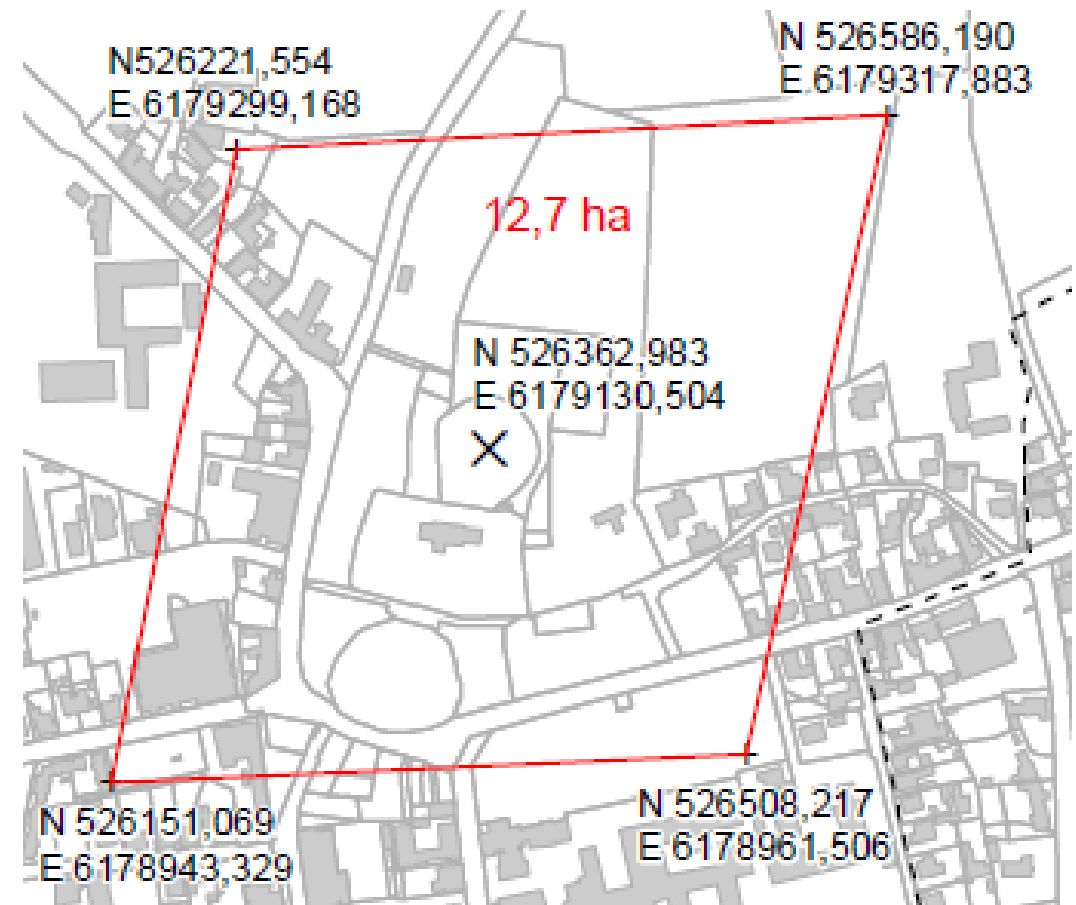 N526221,554
E 6179299,168
N 526586,190
E 6179317,883
12,7 ha
N 526362,983
E 6179130,504
N 526151,069
E 6178943,329
N 526508,217
E 6178961,506